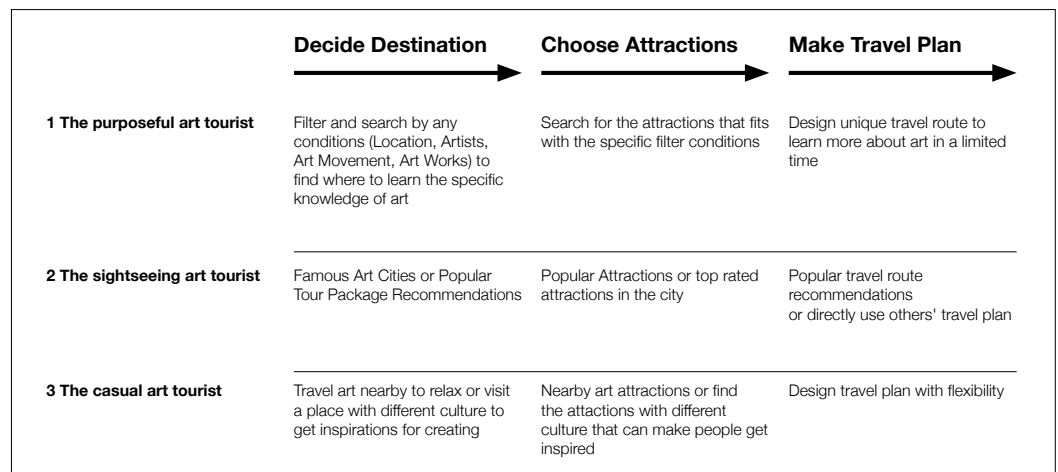 Decide Destination
Choose Attractions
Make Travel Plan
1 The purposeful art tourist
Filter and search by any
conditions (Location, Artists,
Art Movement, Art Works) to
find where to learn the specific
knowledge of art
Search for the attractions that fits
with the specific filter conditions
Design unique travel route to
learn more about art in a limited
time
2 The sightseeing art tourist
Famous Art Cities or Popular
Tour Package Recommendations
Popular Attractions or top rated
attractions in the city
Popular travel route
recommendations
or directly use others' travel plan
3 The casual art tourist
Travel art nearby to relax or visit
a place with different culture to
get inspirations for creating
Nearby art attractions or find
the attactions with different
culture that can make people get
inspired
Design travel plan with flexibility